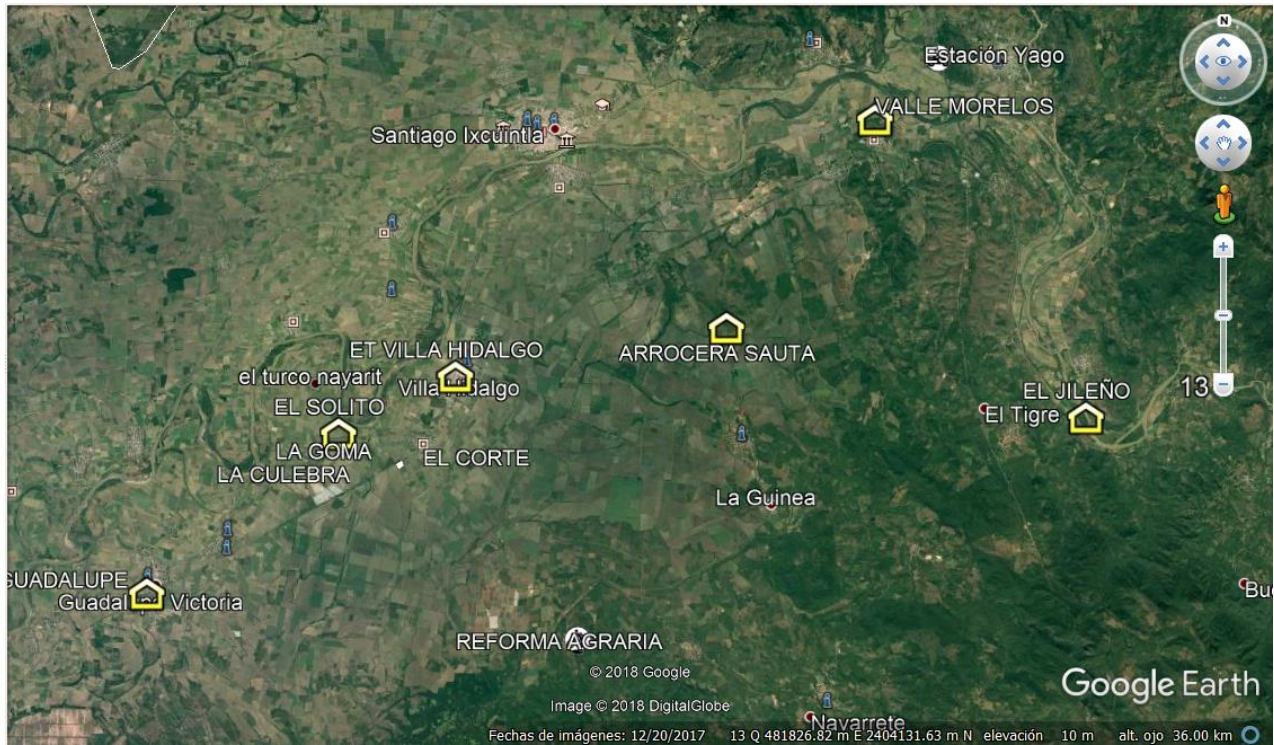 N
Estación Yago
VALLE MORELOS
Santiago Ixcuintla
ET VILLA HIDALGO
ARROCERA SAUTA
el turco nayarit
Villa Hidalgo
13
EL JILEÑO
EL SOLITO
El Tigre
LA GOMA
EL CORTE
LA CULEBRA
La Guinea
GUADALUPE
Guadalupe Victoria
REFORMA AGRARIA
© 2018 Google
Google Earth
Image © 2018 DigitalGlobe
Navarrete
Fechas de imágenes: 12/20/2017 13 Q 481826.82 m E 2404131.63 m N elevación 10 m alt. ojo 36.00 km